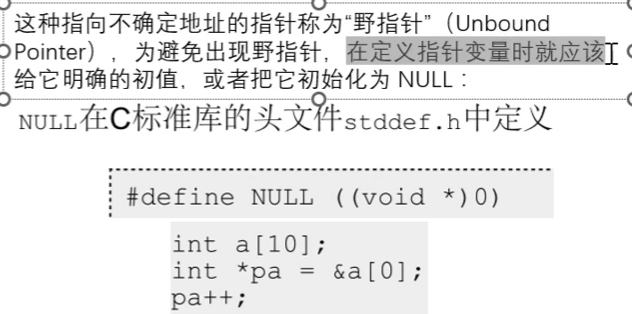 这种指向不确定地址的指针称为“野指针”（Unbound
Pointer），为避免出现野指针，在定义指针变量时就应该
给它明确的初值，或者把它初始化为 NULL：
NULL在C标准库的头文件stddef.h中定义
#define NULL ((void *)0)
int a[10];
int *pa = &a[0];
pa++;